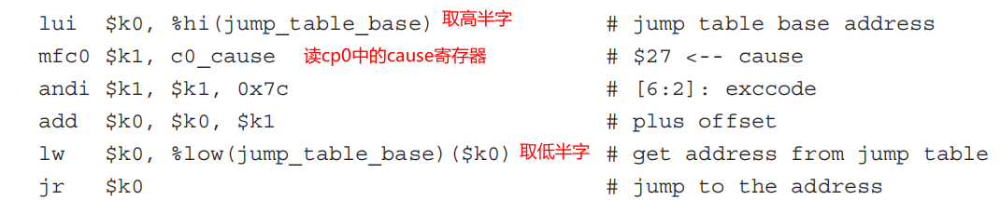 lui $k0, %hi(jump_table_base) 取高半字 # jump table base address
mfc0 $k1, c0_cause 读cp0中的cause寄存器 # $27 <-- cause
andi $k1, $k1, 0x7c # [6:2]: exccode
add $k0, $k0, $k1 # plus offset
lw $k0, %low(jump_table_base)($k0) 取低半字 # get address from jump table
jr $k0 # jump to the address